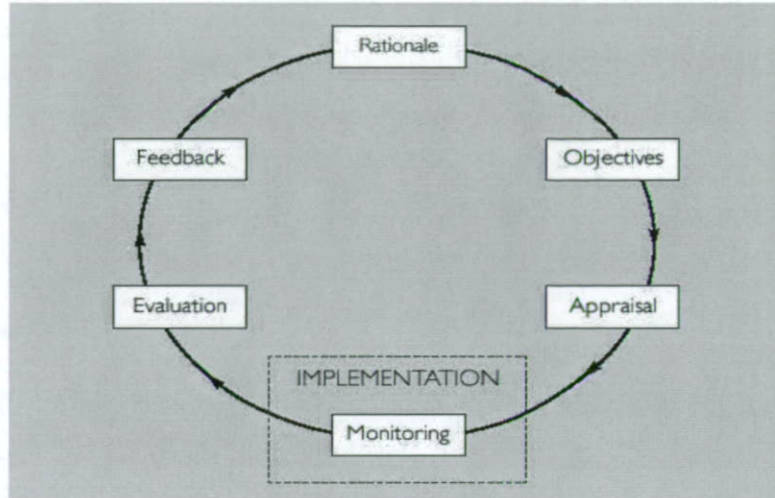 Rationale
Objectives
Appraisal
IMPLEMENTATION
Monitoring
Evaluation
Feedback